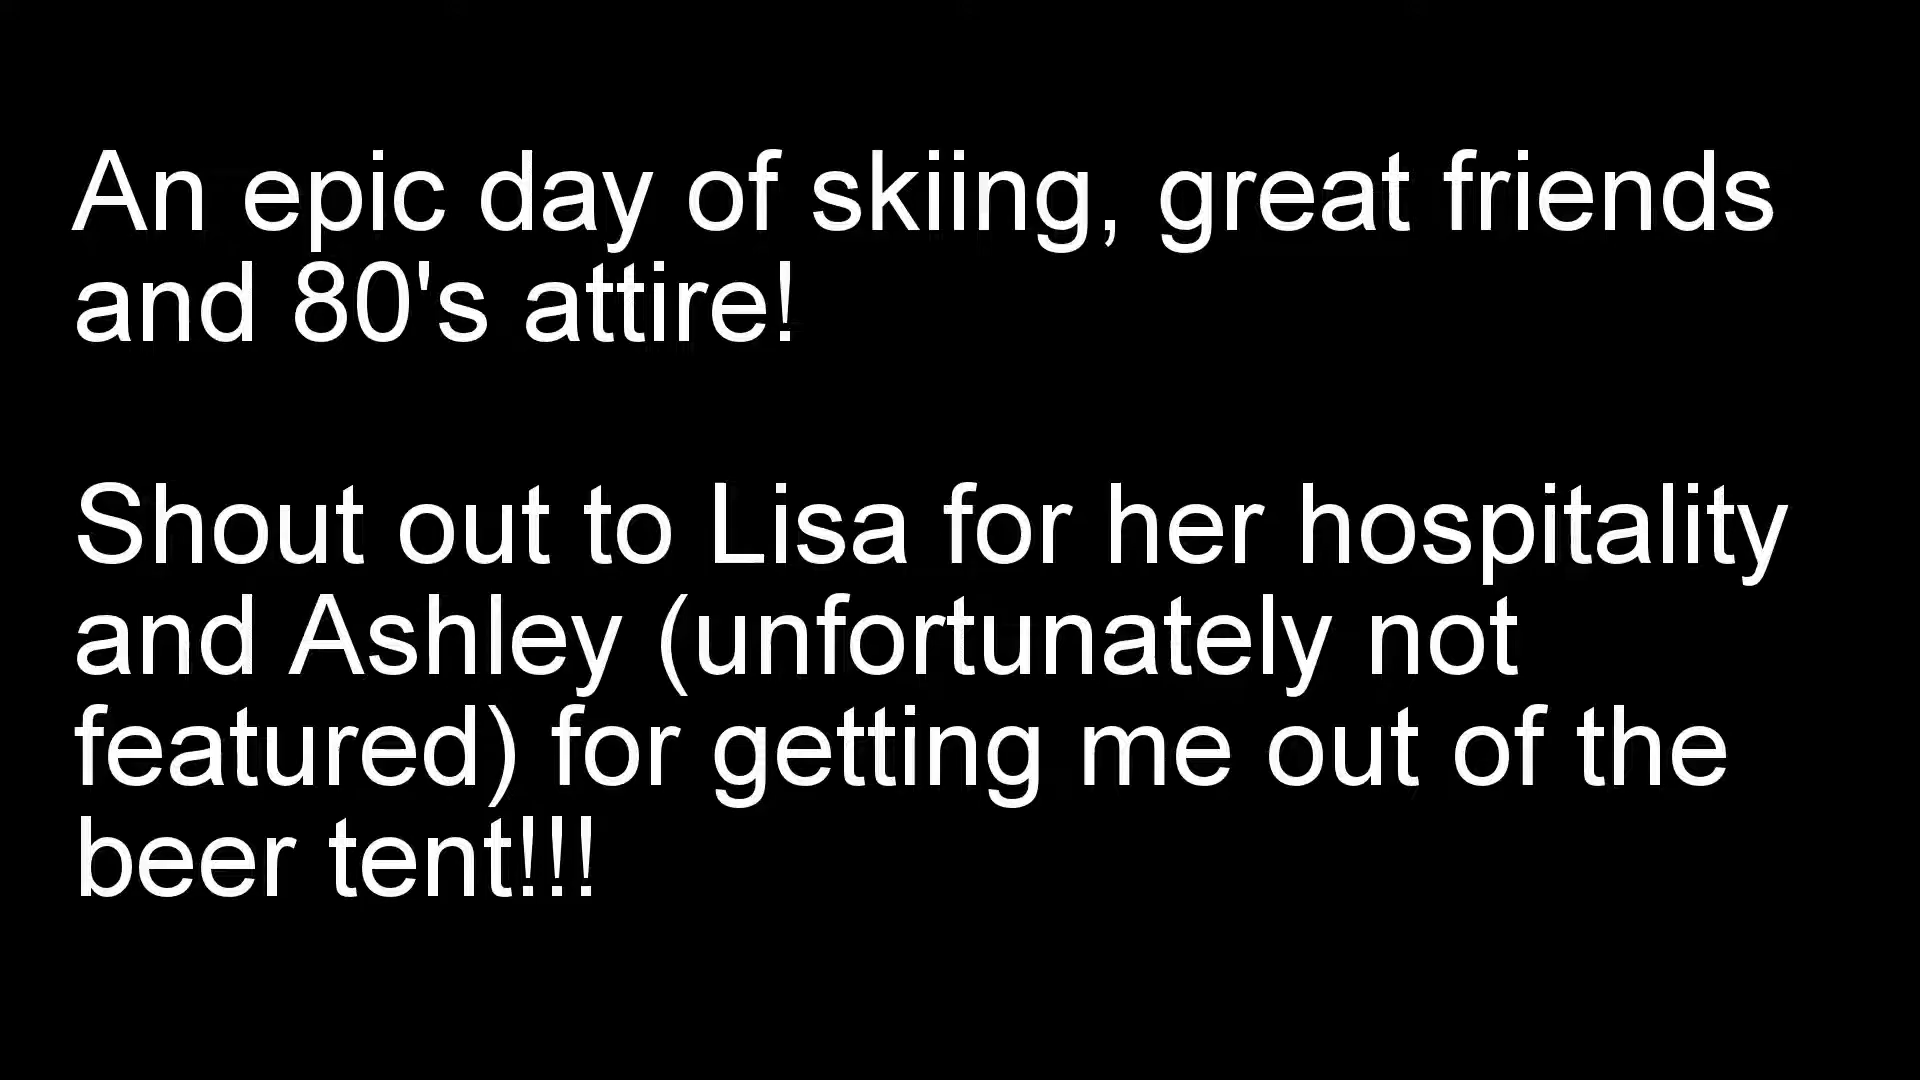 An epic day of skiing, great friends
and 80's attire!
Shout out to Lisa for her hospitality
and Ashley (unfortunately not
featured) for getting me out of the
beer tent!!!